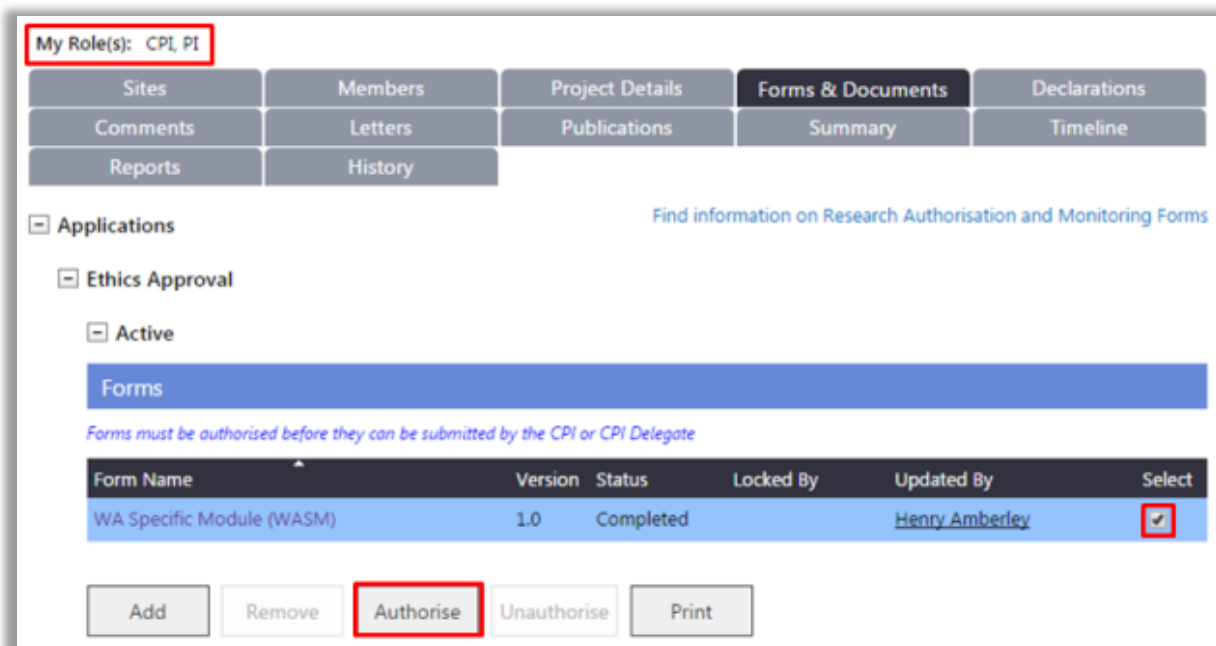 My Role(s): CPI, PI
Sites Members Project Details Forms & Documents Declarations
Comments Letters Publications Summary Timeline
Reports History
Find information on Research Authorisation and Monitoring Forms
Applications
Ethics Approval
Active
Forms
Forms must be authorised before they can be submitted by the CPI or CPI Delegate
Form Name Version Status Locked By Updated By Select
WA Specific Module (WASM) 1.0 Completed Henry Amberley
Add Remove Authorise Unauthorise Print